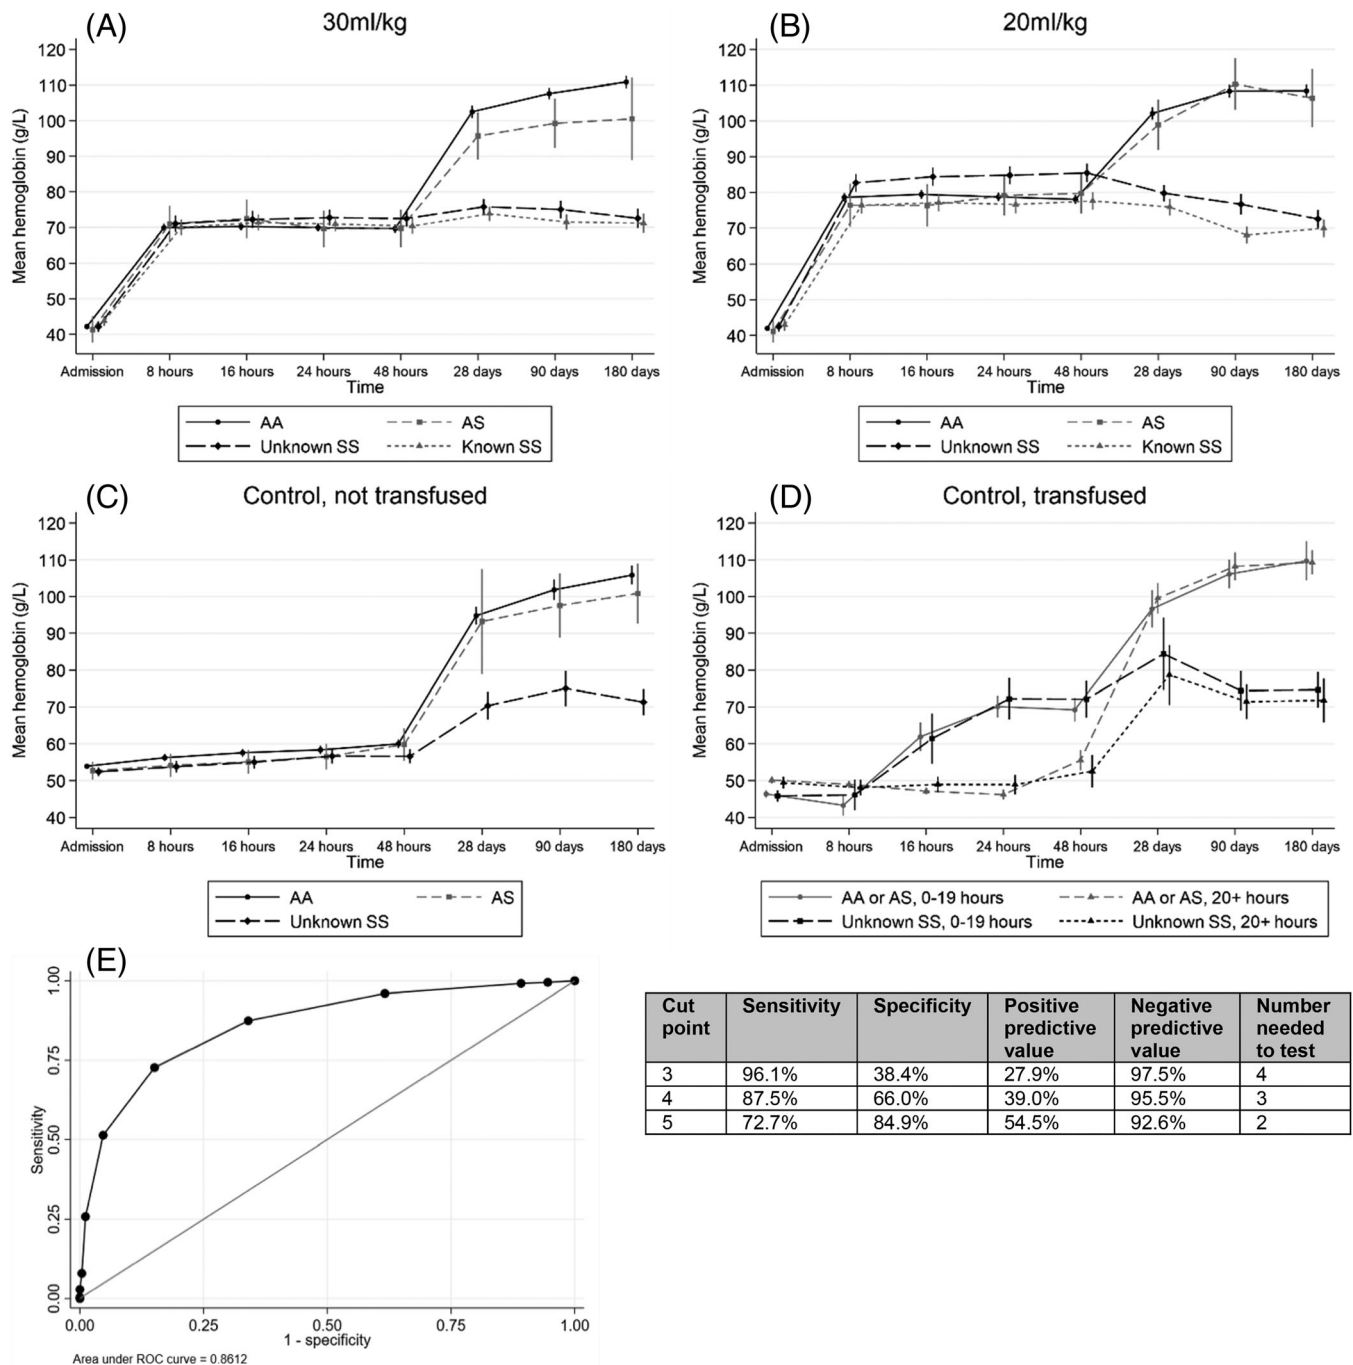 (A)
30ml/kg
Mean hemoglobin (g/L)
120
110
100
90
80
70
60
50
40
Admission 8 hours 16 hours 24 hours 48 hours 28 days 90 days 180 days
Time
AA AS
Unknown SS Known SS
(B)
20ml/kg
Mean hemoglobin (g/L)
120
110
100
90
80
70
60
50
40
Admission 8 hours 16 hours 24 hours 48 hours 28 days 90 days 180 days
Time
AA AS
Unknown SS Known SS
(C)
Control, not transfused
Mean hemoglobin (g/L)
120
110
100
90
80
70
60
50
40
Admission 8 hours 16 hours 24 hours 48 hours 28 days 90 days 180 days
Time
AA AS
Unknown SS
(D)
Control, transfused
Mean hemoglobin (g/L)
120
110
100
90
80
70
60
50
40
Admission 8 hours 16 hours 24 hours 48 hours 28 days 90 days 180 days
Time
AA or AS, 0-19 hours AA or AS, 20+ hours
Unknown SS, 0-19 hours Unknown SS, 20+ hours
(E)
Sensitivity
1.00
0.75
0.50
0.25
0.00
0.00 0.25 0.50 0.75 1.00
1 - specificity
Area under ROC curve = 0.8612
Cut point Sensitivity Specificity Positive predictive value Negative predictive value Number needed to test
3 96.1% 38.4% 27.9% 97.5% 4
4 87.5% 66.0% 39.0% 95.5% 3
5 72.7% 84.9% 54.5% 92.6% 2